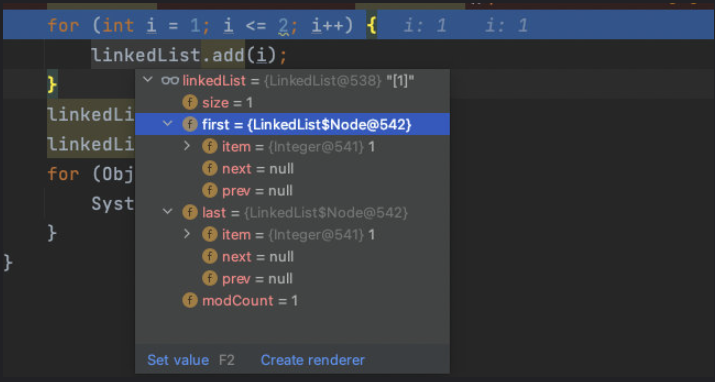 for (int i = 1; i <= 2; i++) { i: 1 i: 1
linkedList.add(i);
}
linkedList = {LinkedList@538} "[1]"
size = 1
linkedLi
first = {LinkedList$Node@542}
linkedLi
item = {Integer@541} 1
for (Obj
next = null
prev = null
Syst
last = {LinkedList$Node@542}
}
item = {Integer@541} 1
next = null
}
prev = null
modCount = 1
Set value F2 Create renderer